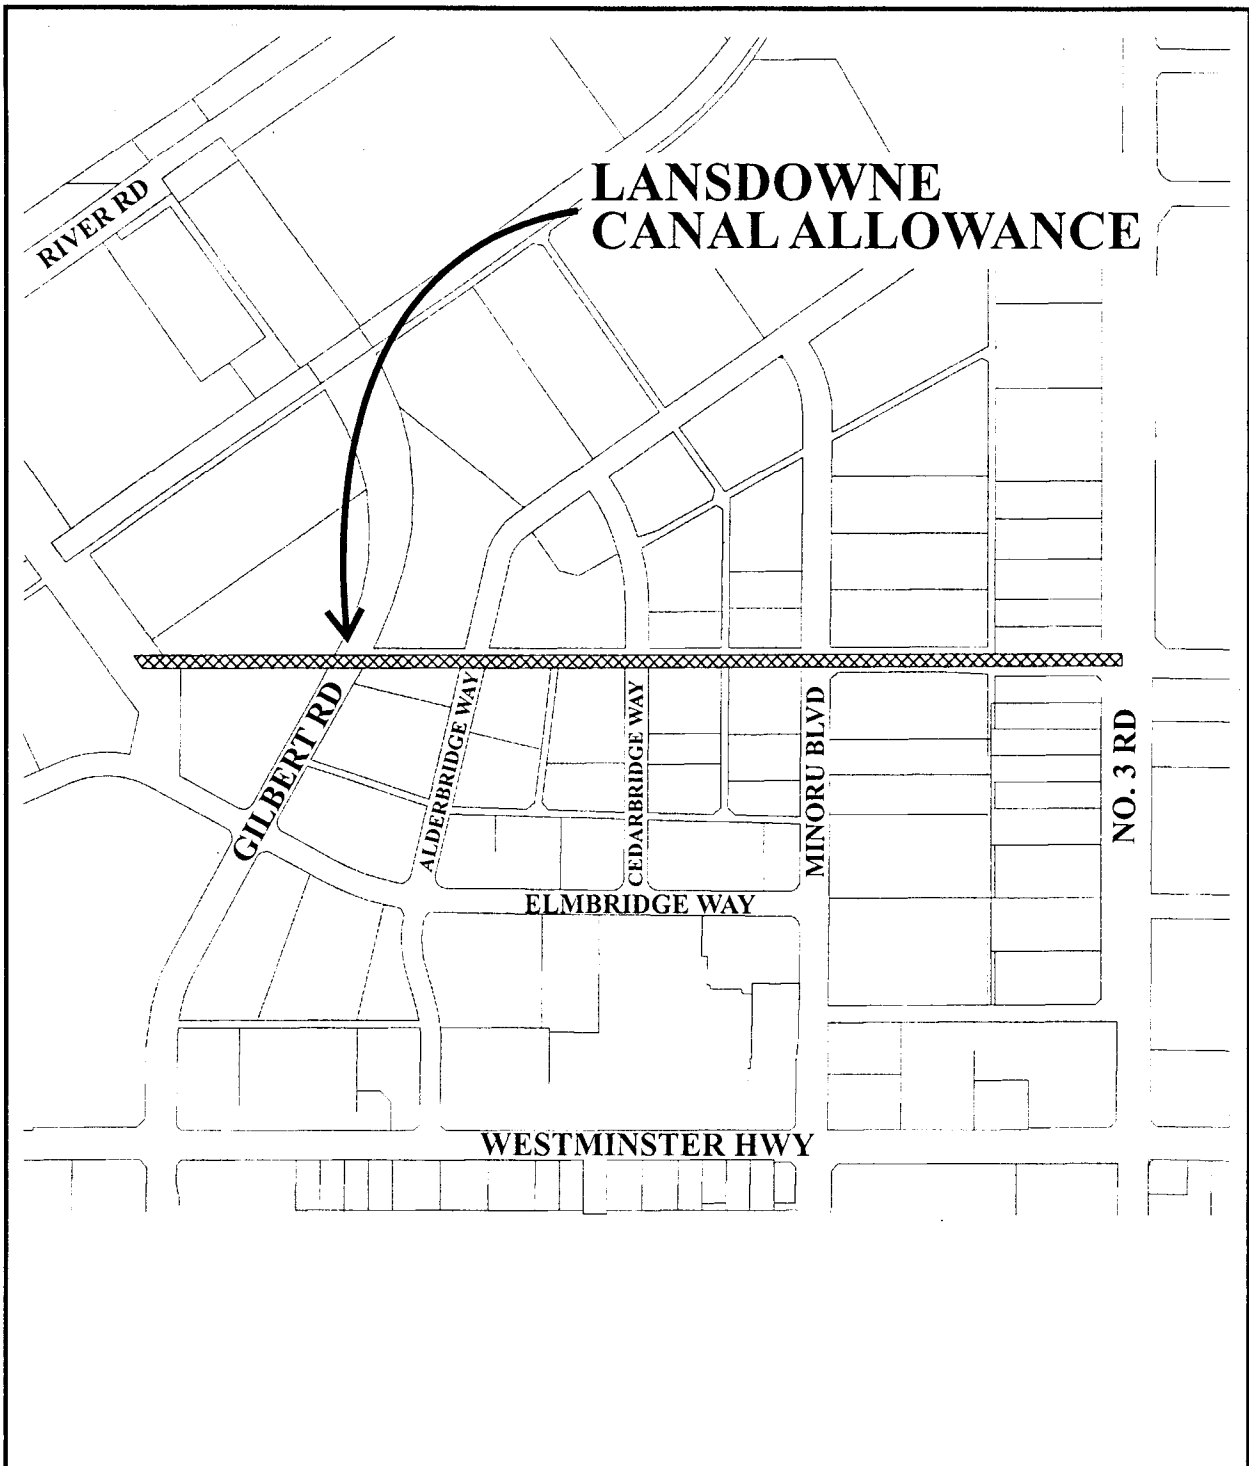 LANSDOWNE
CANAL ALLOWANCE
RIVER RD
GILBERT RD
ALDERBRIDGE WAY
CEDARBRIDGE WAY
MINORU BLVD
NO. 3 RD
ELMBRIDGE WAY
WESTMINSTER HWY